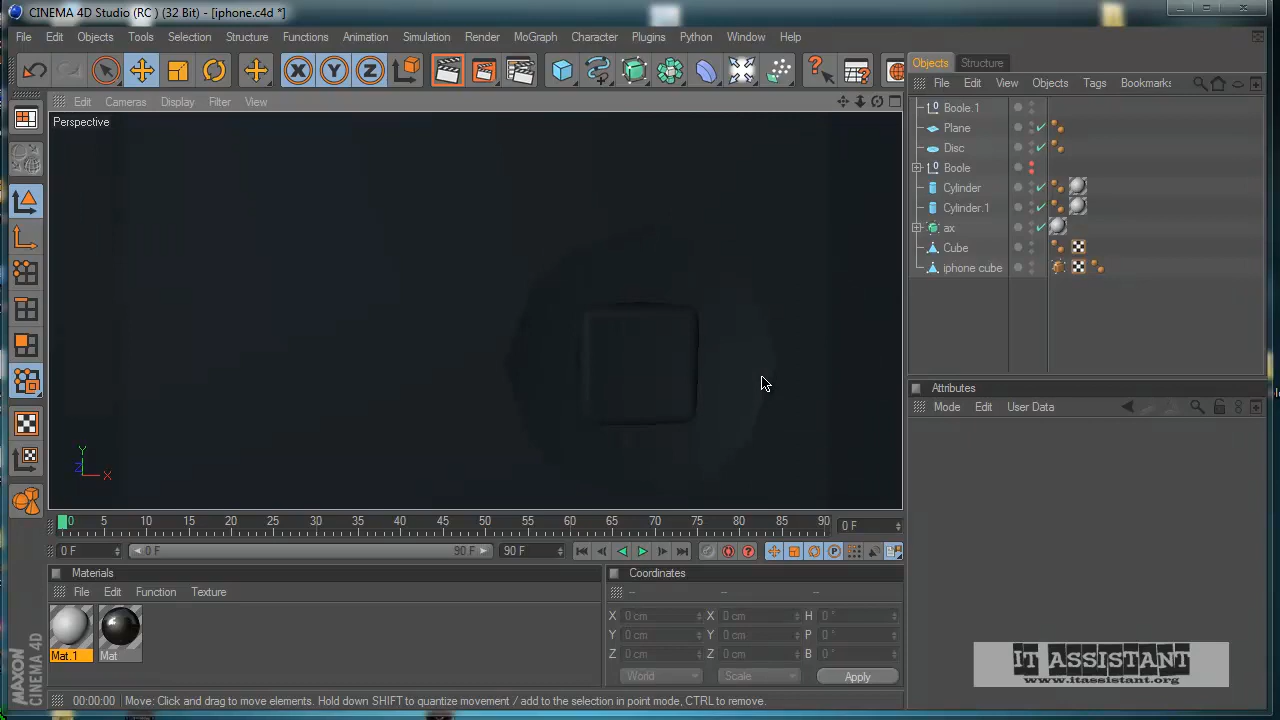 CINEMA 4D Studio (RC ) (32 Bit) - [iphone.c4d *]
File Edit Objects Tools Selection Structure Functions Animation Simulation Render MoGraph Character Plugins Python Window Help
X Y Z
Objects Structure
File Edit View Objects Tags Bookmarks
Edit Cameras Display Filter View
Perspective
Boole.1
Plane
Disc
Boole
Cylinder
Cylinder.1
ax
Cube
iphone cube
Attributes
Mode Edit User Data
Y
Z X
0 5 10 15 20 25 30 35 40 45 50 55 60 65 70 75 80 85 90 0 F
0 F 0 F 90 F 90 F
Materials
File Edit Function Texture
Mat.1 Mat
Coordinates
-- -- --
X 0 cm X 0 cm H 0 °
Y 0 cm Y 0 cm P 0 °
Z 0 cm Z 0 cm B 0 °
World Scale Apply
MAXON
CINEMA 4D
IT ASSISTANT
www.itassistant.org
00:00:00 Move: Click and drag to move elements. Hold down SHIFT to quantize movement / add to the selection in point mode, CTRL to remove.